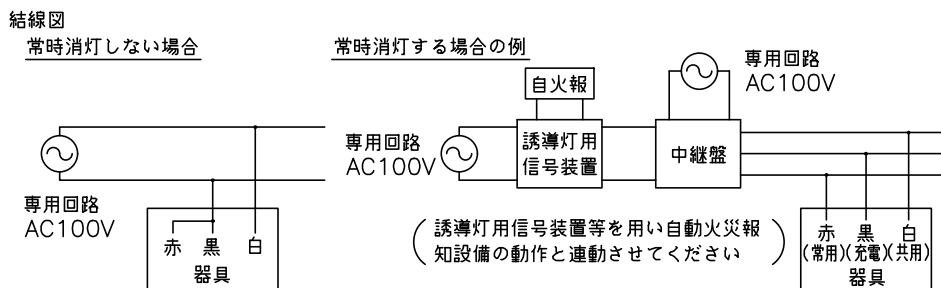 結線図
常時消灯しない場合
専用回路
AC100V
赤 黒 白
器具
常時消灯する場合の例
自火報
専用回路
AC100V
誘導灯用
信号装置
中継盤
専用回路
AC100V
(誘導灯用信号装置等を用い自動火災報
知設備の動作と連動させてください)
赤 黒 白
(常用)(充電)(共用)
器具